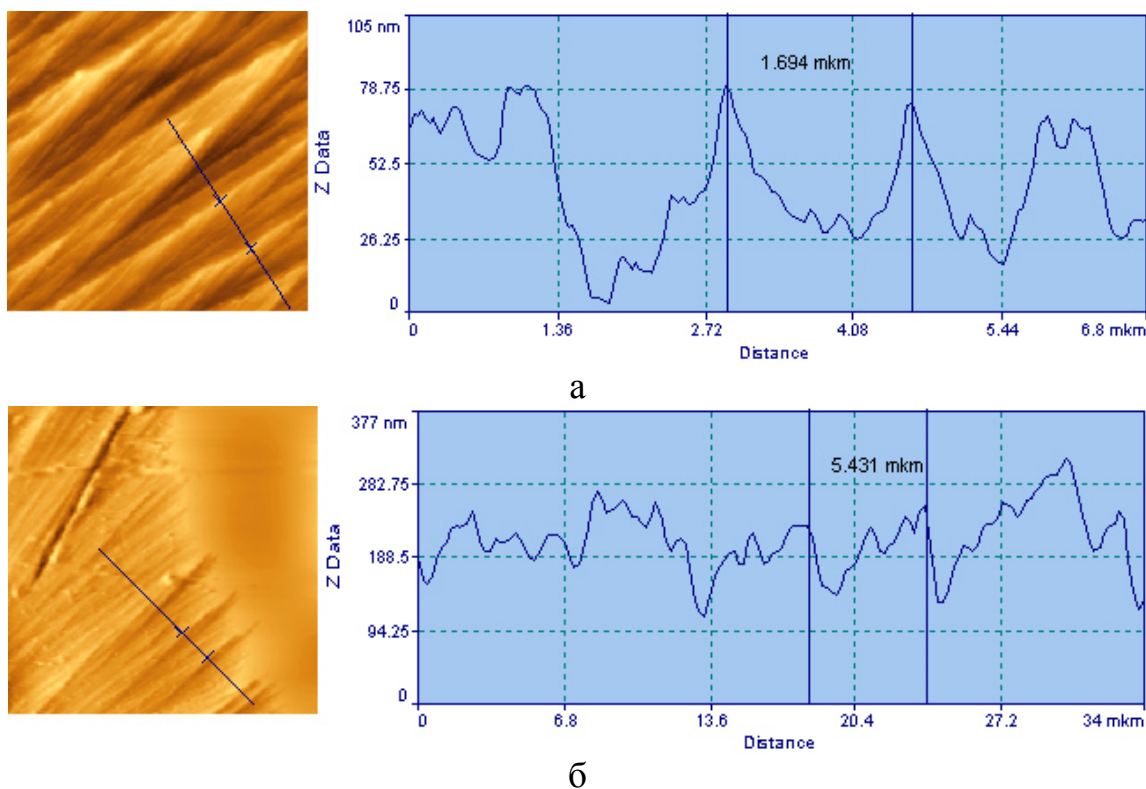 105 nm
1.694 mkm
78.75
Z Data
52.5
26.25
0
0 1.36 2.72 4.08 5.44 6.8 mkm
Distance
а
377 nm
5.431 mkm
282.75
Z Data
188.5
94.25
0
0 6.8 13.6 20.4 27.2 34 mkm
Distance
б